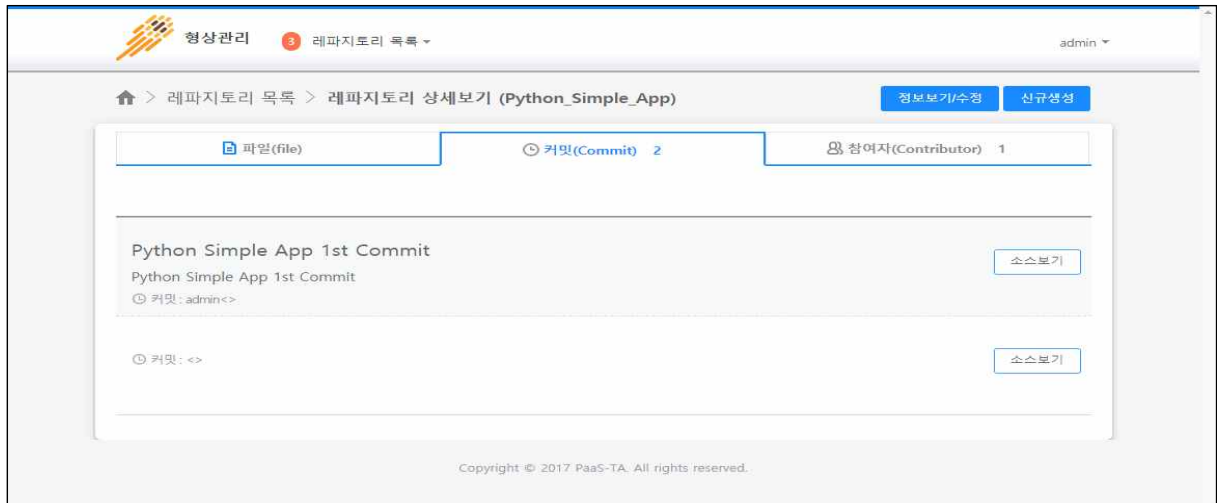 형상관리 3 레파지토리 목록 admin
레파지토리 목록 > 레파지토리 상세보기 (Python_Simple_App) 정보보기/수정 신규생성
파일(file) 커밋(Commit) 2 참여자(Contributor) 1
Python Simple App 1st Commit
소스보기
Python Simple App 1st Commit
커밋 : admin<>
커밋 : <> 소스보기
Copyright © 2017 PaaS-TA. All rights reserved.